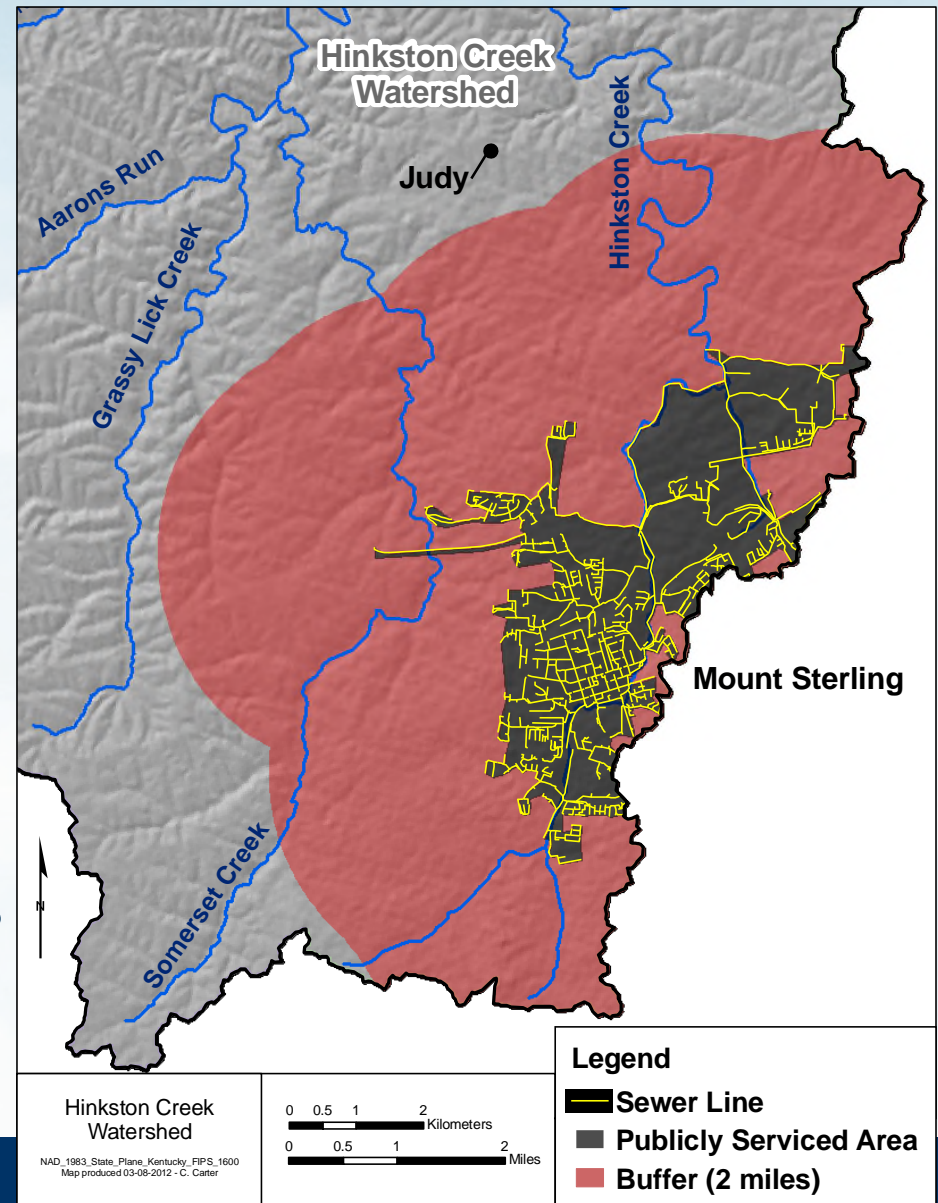 Hinkston Creek
Watershed
Judy
Aarons Run
Hinkston Creek
Grassy Lick Creek
Mount Sterling
Somerset Creek
N
Hinkston Creek
Watershed
NAD_1983_State_Plane_Kentucky_FIPS_1600
Map produced 03-08-2012 - C. Carter
0 0.5 1 2
Kilometers
0 0.5 1 2
Miles
Legend
Sewer Line
Publicly Serviced Area
Buffer (2 miles)